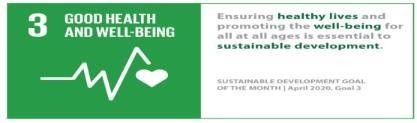 3 GOOD HEALTH
AND WELL-BEING
Ensuring healthy lives and
promoting the well-being for
all at all ages is essential to
sustainable development.
SUSTAINABLE DEVELOPMENT GOAL
OF THE MONTH | April 2020, Goal 3